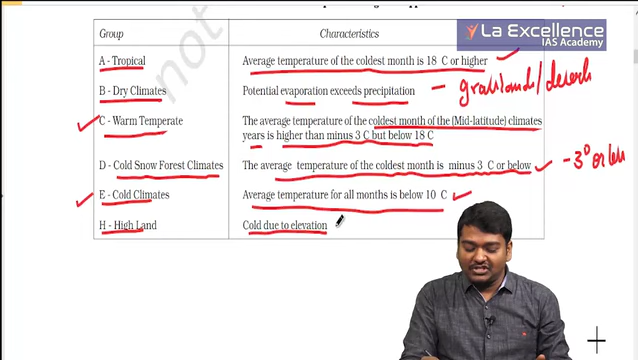 La Excellence
IAS Academy
Group
Characteristics
A - Tropical
Average temperature of the coldest month is 18 C or higher
B - Dry Climates
Potential evaporation exceeds precipitation
grasslands/deserts
C - Warm Temperate
The average temperature of the coldest month of the (Mid-latitude) climates
years is higher than minus 3 C but below 18 C
D - Cold Snow Forest Climates
The average temperature of the coldest month is minus 3 C or below
-3° or less
E - Cold Climates
Average temperature for all months is below 10 C
H - High Land
Cold due to elevation
not